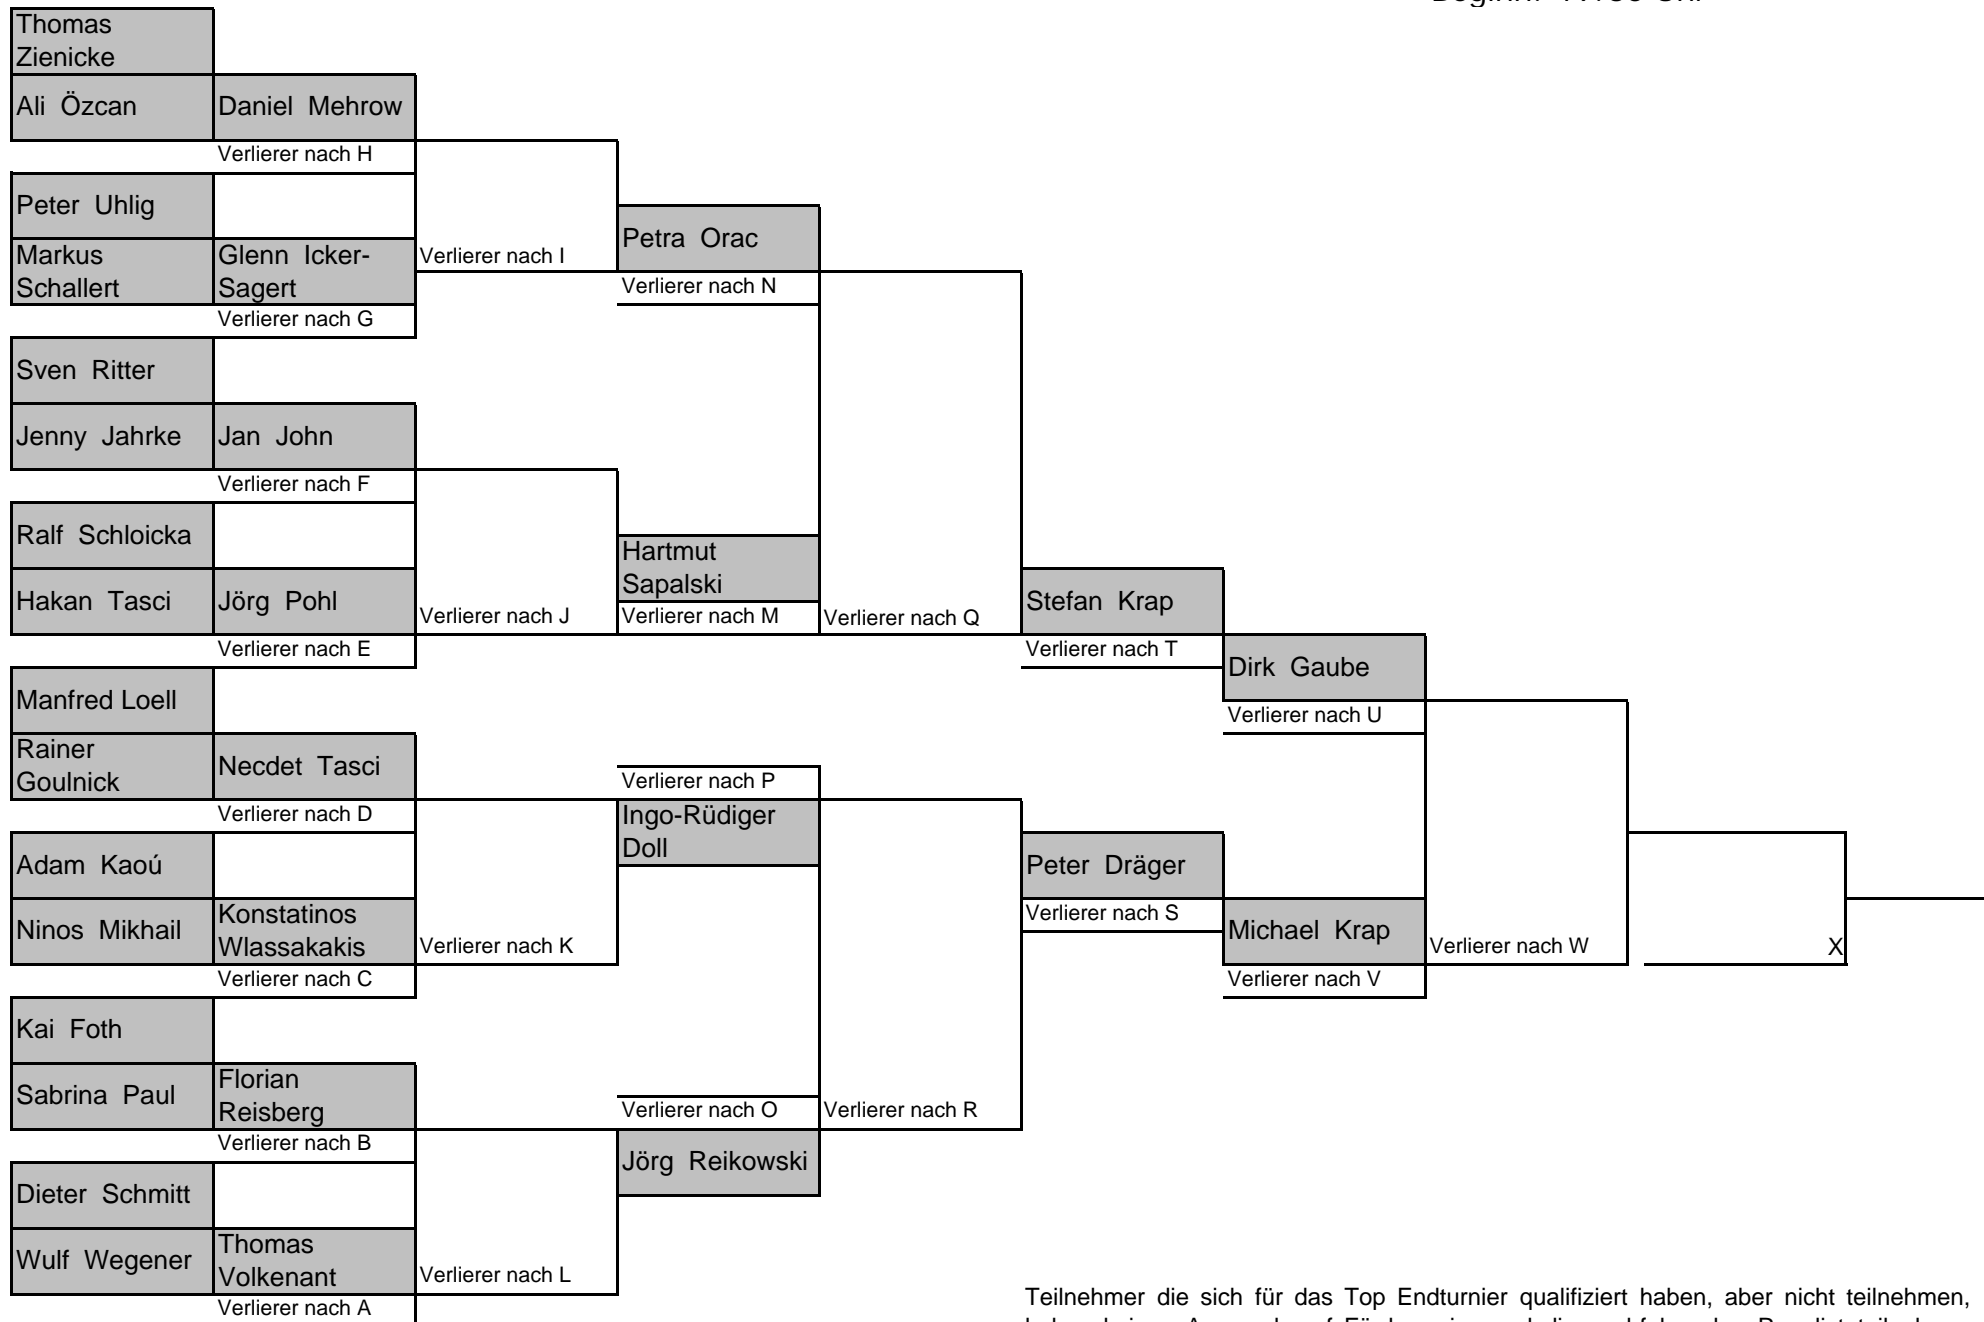 Thomas
Zienicke
Ali Özcan
Daniel Mehrow
Verlierer nach H
Peter Uhlig
Petra Orac
Markus
Schallert
Glenn Icker-
Sagert
Verlierer nach I
Verlierer nach N
Verlierer nach G
Sven Ritter
Jenny Jahrke
Jan John
Verlierer nach F
Ralf Schloicka
Hartmut
Sapalski
Hakan Tasci
Jörg Pohl
Verlierer nach J
Verlierer nach M
Verlierer nach Q
Stefan Krap
Verlierer nach E
Verlierer nach T
Dirk Gaube
Manfred Loell
Verlierer nach U
Rainer
Goulnick
Necdet Tasci
Verlierer nach P
Verlierer nach D
Ingo-Rüdiger
Doll
Adam Kaoú
Peter Dräger
Ninos Mikhail
Konstatinos
Wlassakakis
Verlierer nach K
Verlierer nach S
Michael Krap
Verlierer nach W
X
Verlierer nach C
Verlierer nach V
Kai Foth
Sabrina Paul
Florian
Reisberg
Verlierer nach O
Verlierer nach R
Verlierer nach B
Jörg Reikowski
Dieter Schmitt
Wulf Wegener
Thomas
Volkenant
Verlierer nach L
Verlierer nach A
Teilnehmer die sich für das Top Endturnier qualifiziert haben, aber nicht teilnehmen,